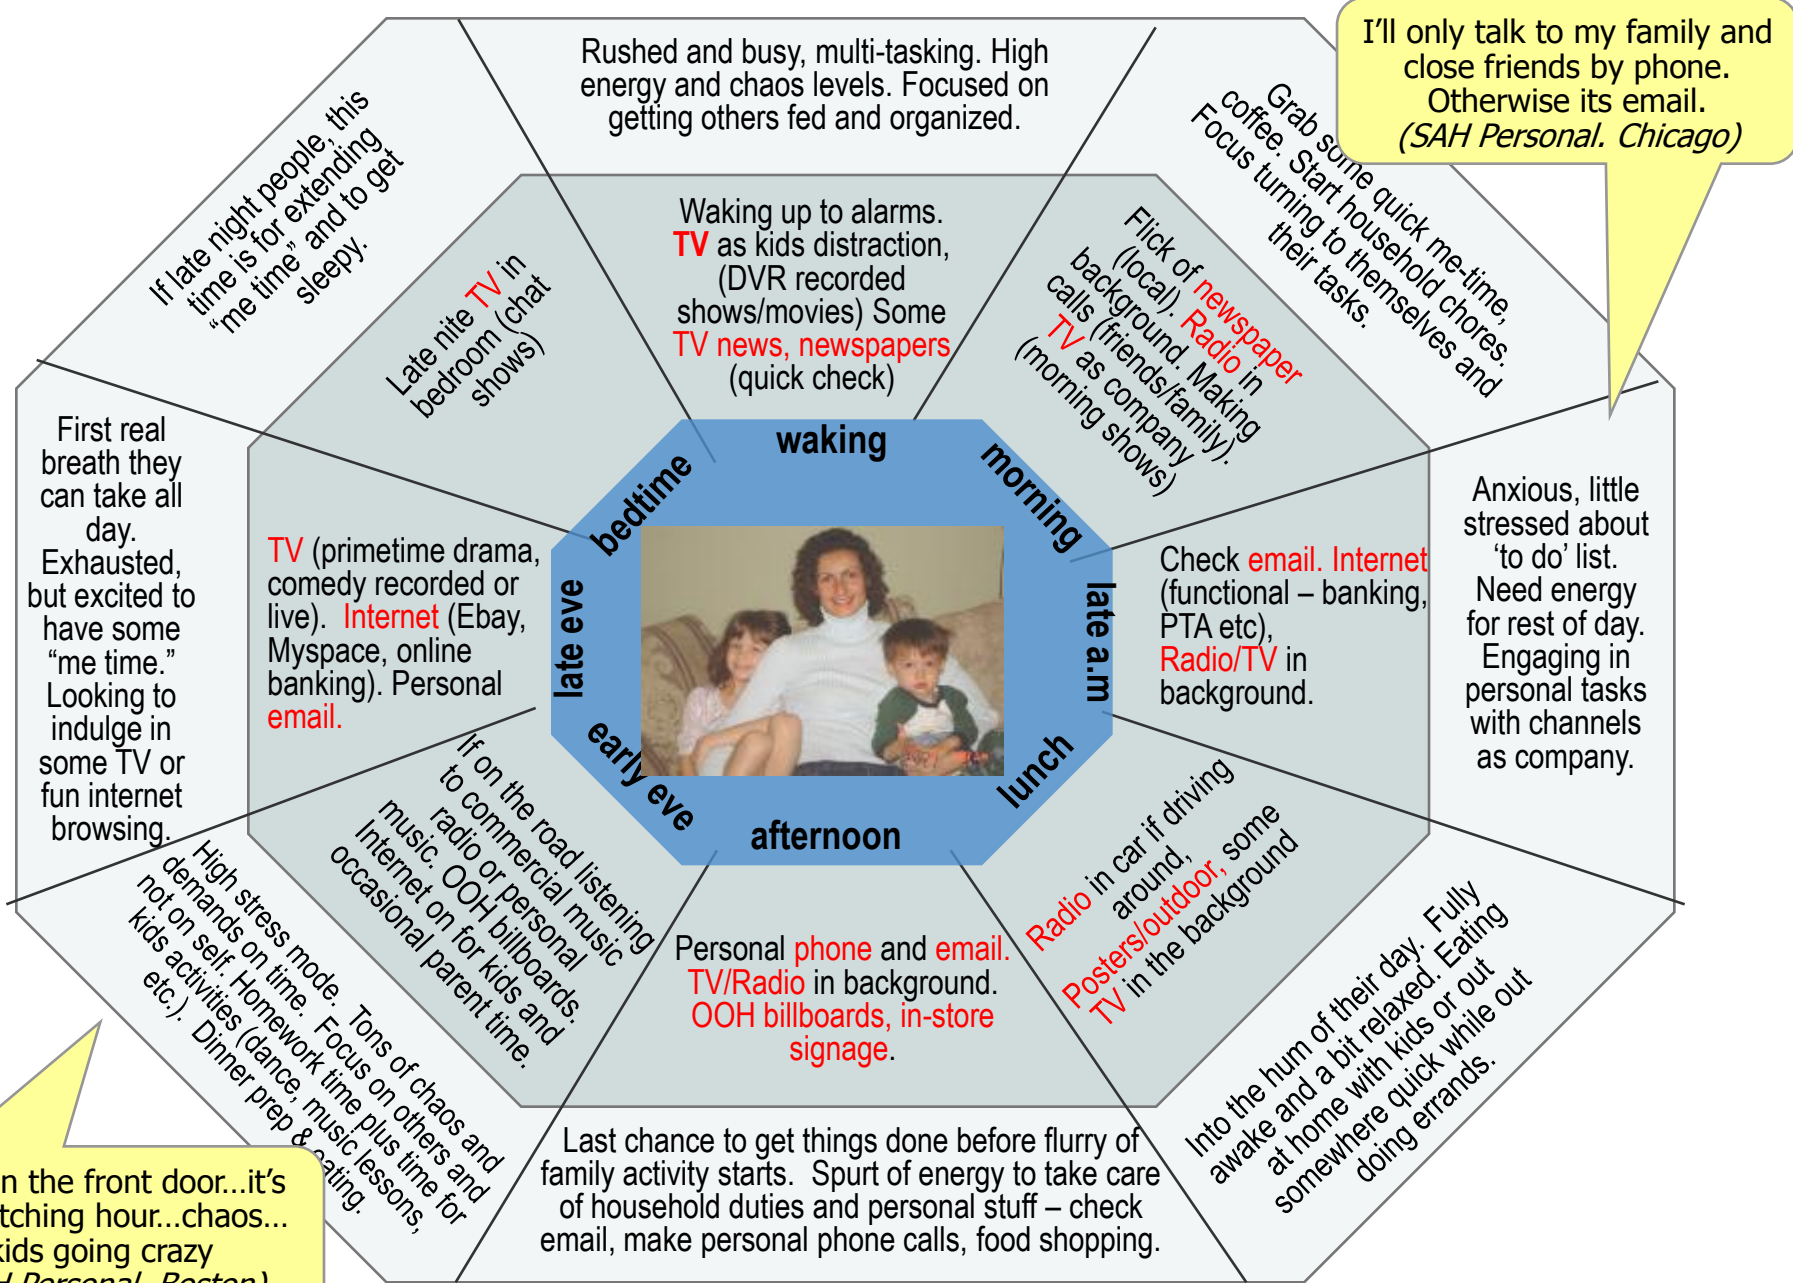 Rushed and busy, multi-tasking. High
energy and chaos levels. Focused on
getting others fed and organized.
I'll only talk to my family and
close friends by phone.
Otherwise its email.
(SAH Personal. Chicago)
Grab some quick me-time,
coffee. Start household chores.
Focus turning to themselves and
their tasks.
If late night people, this
time is for extending
“me time” and to get
sleepy.
Waking up to alarms.
TV as kids distraction,
(DVR recorded
shows/movies) Some
TV news, newspapers
(quick check)
Flick of newspaper
(local). Radio in
background. Making
calls (friends/family).
TV as company
(morning shows)
Late nite TV in
bedroom (chat
shows)
waking
morning
late a.m
lunch
afternoon
early eve
late eve
bedtime
First real
breath they
can take all
day.
Exhausted,
but excited to
have some
“me time.”
Looking to
indulge in
some TV or
fun internet
browsing.
TV (primetime drama,
comedy recorded or
live). Internet (Ebay,
Myspace, online
banking). Personal
email.
Check email. Internet
(functional – banking,
PTA etc),
Radio/TV in
background.
Anxious, little
stressed about
‘to do’ list.
Need energy
for rest of day.
Engaging in
personal tasks
with channels
as company.
If on the road listening
to commercial music
radio or personal
music. OOH billboards.
Internet on for kids and
occasional parent time.
Personal phone and email.
TV/Radio in background.
OOH billboards, in-store
signage.
Radio in car if driving
around,
Posters/outdoor, some
TV in the background
High stress mode. Tons of chaos and
demands on time. Focus on others and
not on self. Homework time plus time for
kids activities (dance, music lessons,
etc.). Dinner prep & eating.
Last chance to get things done before flurry of
family activity starts. Spurt of energy to take care
of household duties and personal stuff – check
email, make personal phone calls, food shopping.
Into the hum of their day. Fully
awake and a bit relaxed. Eating
at home with kids or out
somewhere quick while out
doing errands.
in the front door...it's
hour...chaos...
kids going crazy
Personal. Boston)